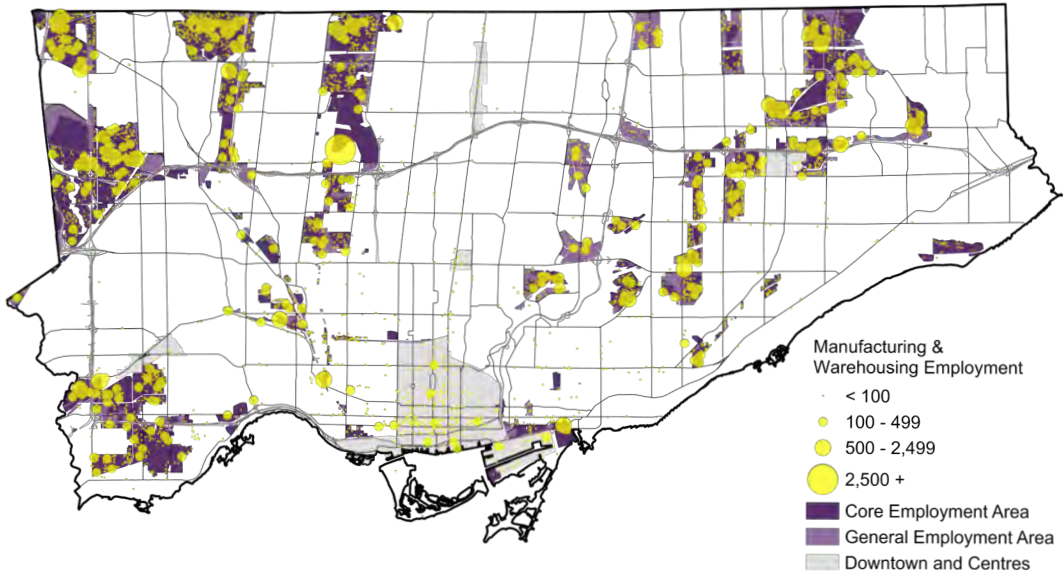 Manufacturing &
Warehousing Employment
< 100
100 - 499
500 - 2,499
2,500 +
Core Employment Area
General Employment Area
Downtown and Centres